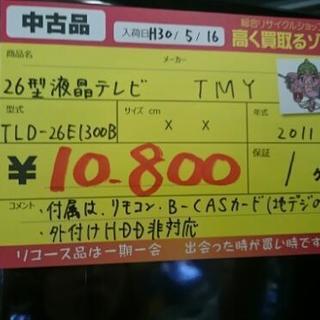 中古品
入荷日 H30/5/16
総合リサイクルショップ
高く買取るゾ
商品名
メーカー
26型液晶テレビ TMY
型式
サイズcm
年式
TLD-26E1300B × × 2011
¥10.800
保証
1
コメント
・付属は、リモコン・B-CASカード(地デジの
・外付けHDD非対応
リユース品は一期一会 出会った時が買い時です